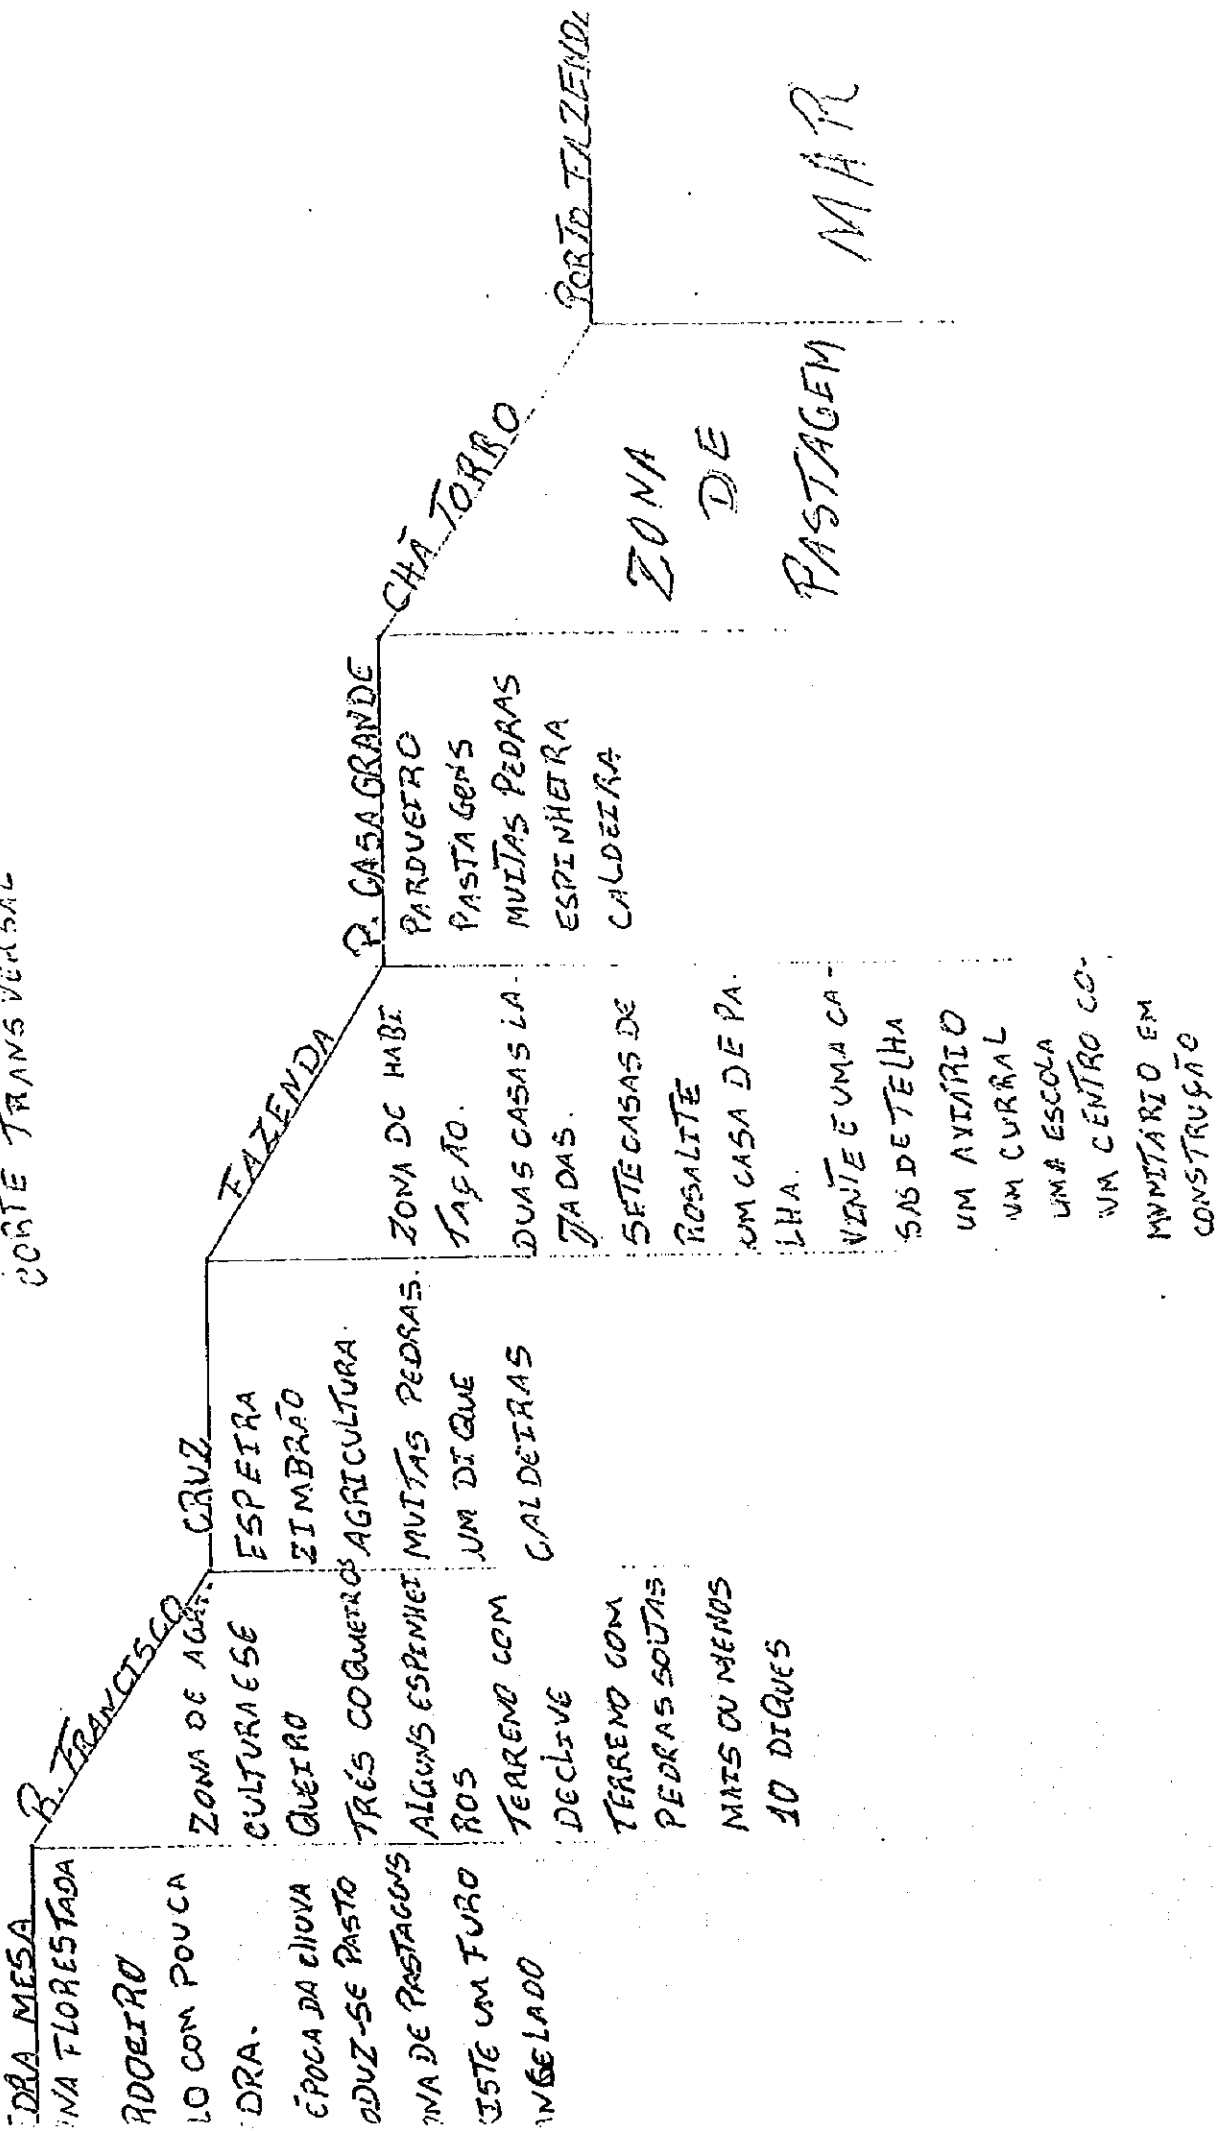 CORTE TRANSVERSAL
DRA MESA
NA FLORESTADA
RDOEIRO
LO COM POUCA
DRA.
ÉPOCA DA CHUVA
ODUZ-SE PASTO
NA DE PASTAGENS
ISTE UM FURO
NGELADO
R. FRANCISCO
ZONA DE AGRI-
CULTURA E SE
QUEIRO
TRÉS COQUEIROS
ALGUNS ESPINHEI
ROS
TERRENO COM
DECLIVE
TERRENO COM
PEDRAS SOLTAS
MAIS OU MENOS
10 DIQUES
CRUZ
ESPEIRA
ZIMBRÃO
AGRICULTURA.
MUITAS PEDRAS.
UM DIQUE
CALDEIRAS
FAZENDA
ZONA DE HABI
TAÇÃO.
DUAS CASAS LA-
JADAS.
SETE CASAS DE
ROSALITE
UM CASA DE PA-
LHA.
VINTE E UMA CA-
SAS DE TELHA
UM AVIÁRIO
UM CURRAL
UMA ESCOLA
UM CENTRO CO-
MUNITÁRIO EM
CONSTRUÇÃO
P. CASA GRANDE
PARDUEIRO
PASTAGENS
MUITAS PEDRAS
ESPINHEIRA
CALDEIRA
CHÃ TORRO
ZONA
DE
PASTAGEM
PORTO FAZENDA
MAR